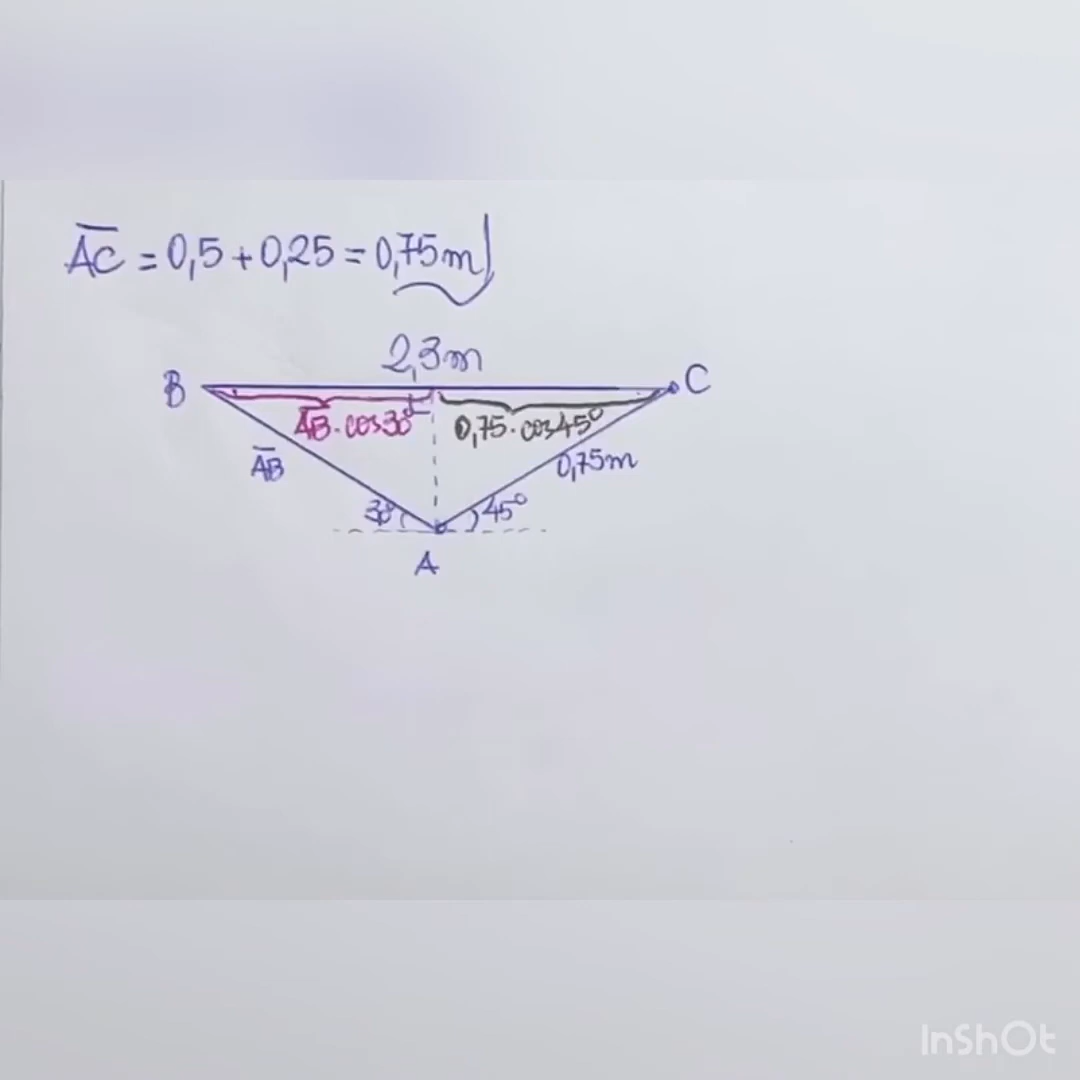 AC = 0,5 + 0,25 = 0,75m
2,3m
B
C
AB · cos30°
0,75 · cos45°
AB
0,75m
30°
45°
A
InShOt